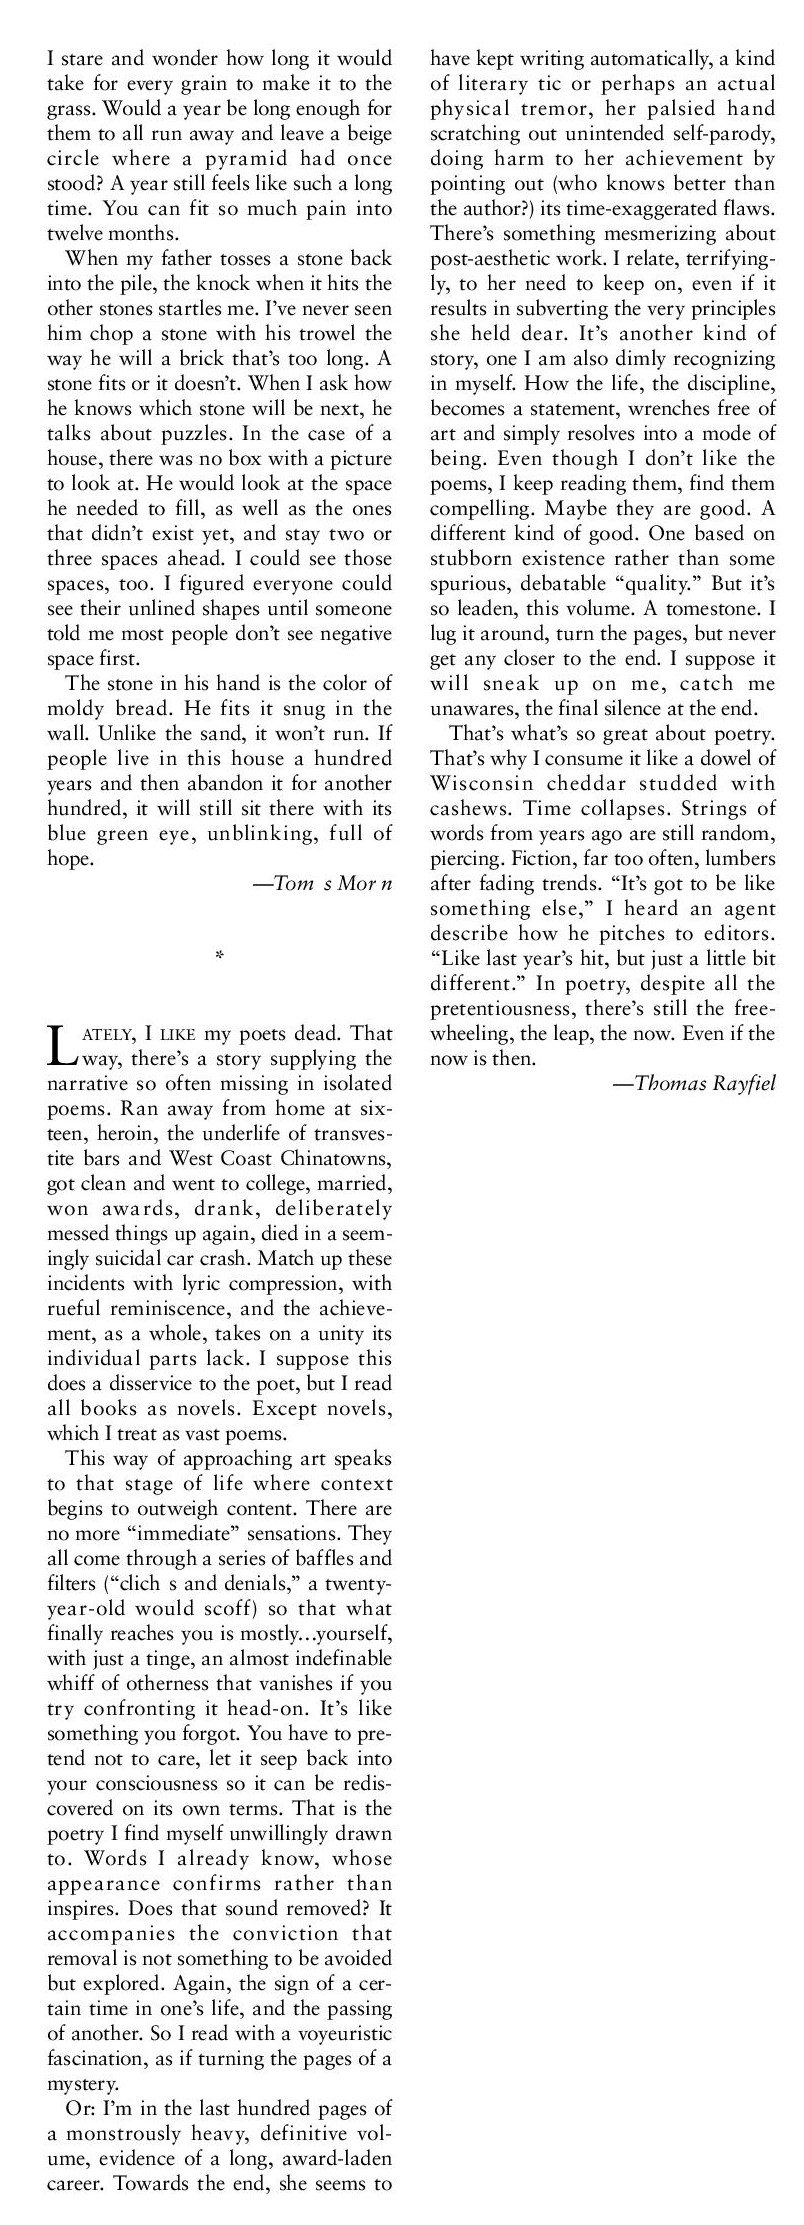 I stare and wonder how long it would
take for every grain to make it to the
grass. Would a year be long enough for
them to all run away and leave a beige
circle where a pyramid had once
stood? A year still feels like such a long
time. You can fit so much pain into
twelve months.
When my father tosses a stone back
into the pile, the knock when it hits the
other stones startles me. I've never seen
him chop a stone with his trowel the
way he will a brick that's too long. A
stone fits or it doesn't. When I ask how
he knows which stone will be next, he
talks about puzzles. In the case of a
house, there was no box with a picture
to look at. He would look at the space
he needed to fill, as well as the ones
that didn't exist yet, and stay two or
three spaces ahead. I could see those
spaces, too. I figured everyone could
see their unlined shapes until someone
told me most people don't see negative
space first.
The stone in his hand is the color of
moldy bread. He fits it snug in the
wall. Unlike the sand, it won't run. If
people live in this house a hundred
years and then abandon it for another
hundred, it will still sit there with its
blue green eye, unblinking, full of
hope.
—Tom s Mor n
*
LATELY, I LIKE my poets dead. That
way, there's a story supplying the
narrative so often missing in isolated
poems. Ran away from home at six-
teen, heroin, the underlife of transves-
tite bars and West Coast Chinatowns,
got clean and went to college, married,
won awards, drank, deliberately
messed things up again, died in a seem-
ingly suicidal car crash. Match up these
incidents with lyric compression, with
rueful reminiscence, and the achieve-
ment, as a whole, takes on a unity its
individual parts lack. I suppose this
does a disservice to the poet, but I read
all books as novels. Except novels,
which I treat as vast poems.
This way of approaching art speaks
to that stage of life where context
begins to outweigh content. There are
no more “immediate” sensations. They
all come through a series of baffles and
filters (“clich s and denials,” a twenty-
year-old would scoff) so that what
finally reaches you is mostly…yourself,
with just a tinge, an almost indefinable
whiff of otherness that vanishes if you
try confronting it head-on. It's like
something you forgot. You have to pre-
tend not to care, let it seep back into
your consciousness so it can be redis-
covered on its own terms. That is the
poetry I find myself unwillingly drawn
to. Words I already know, whose
appearance confirms rather than
inspires. Does that sound removed? It
accompanies the conviction that
removal is not something to be avoided
but explored. Again, the sign of a cer-
tain time in one's life, and the passing
of another. So I read with a voyeuristic
fascination, as if turning the pages of a
mystery.
Or: I'm in the last hundred pages of
a monstrously heavy, definitive vol-
ume, evidence of a long, award-laden
career. Towards the end, she seems to
have kept writing automatically, a kind
of literary tic or perhaps an actual
physical tremor, her palsied hand
scratching out unintended self-parody,
doing harm to her achievement by
pointing out (who knows better than
the author?) its time-exaggerated flaws.
There's something mesmerizing about
post-aesthetic work. I relate, terrifying-
ly, to her need to keep on, even if it
results in subverting the very principles
she held dear. It's another kind of
story, one I am also dimly recognizing
in myself. How the life, the discipline,
becomes a statement, wrenches free of
art and simply resolves into a mode of
being. Even though I don't like the
poems, I keep reading them, find them
compelling. Maybe they are good. A
different kind of good. One based on
stubborn existence rather than some
spurious, debatable “quality.” But it's
so leaden, this volume. A tomestone. I
lug it around, turn the pages, but never
get any closer to the end. I suppose it
will sneak up on me, catch me
unawares, the final silence at the end.
That's what's so great about poetry.
That's why I consume it like a dowel of
Wisconsin cheddar studded with
cashews. Time collapses. Strings of
words from years ago are still random,
piercing. Fiction, far too often, lumbers
after fading trends. “It's got to be like
something else,” I heard an agent
describe how he pitches to editors.
“Like last year's hit, but just a little bit
different.” In poetry, despite all the
pretentiousness, there's still the free-
wheeling, the leap, the now. Even if the
now is then.
—Thomas Rayfiel